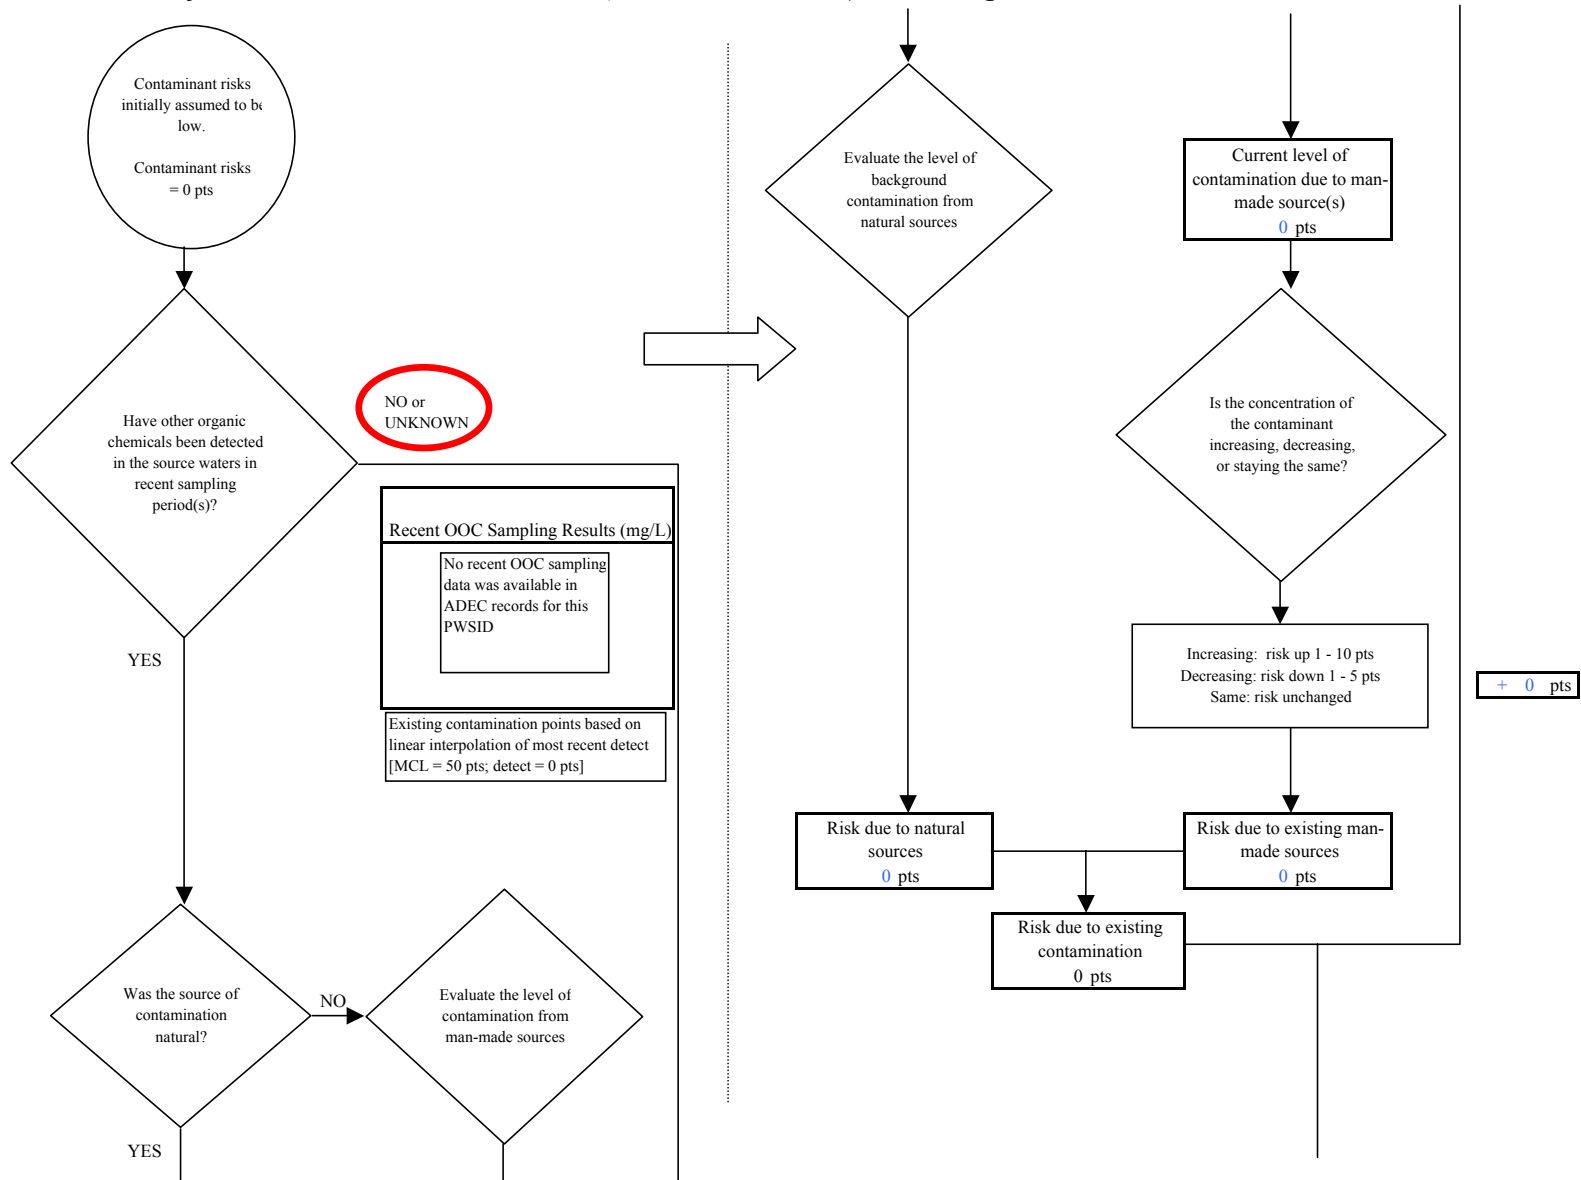 Contaminant risks
initially assumed to be
low.
Contaminant risks
= 0 pts
Have other organic
chemicals been detected
in the source waters in
recent sampling
period(s)?
NO or
UNKNOWN
Recent OOC Sampling Results (mg/L)
No recent OOC sampling
data was available in
ADEC records for this
PWSID
Existing contamination points based on
linear interpolation of most recent detect
[MCL = 50 pts; detect = 0 pts]
YES
Was the source of
contamination
natural?
NO
Evaluate the level of
contamination from
man-made sources
YES
Evaluate the level of
background
contamination from
natural sources
Current level of
contamination due to man-
made source(s)
0 pts
Is the concentration of
the contaminant
increasing, decreasing,
or staying the same?
Increasing: risk up 1 - 10 pts
Decreasing: risk down 1 - 5 pts
Same: risk unchanged
+ 0 pts
Risk due to natural
sources
0 pts
Risk due to existing man-
made sources
0 pts
Risk due to existing
contamination
0 pts